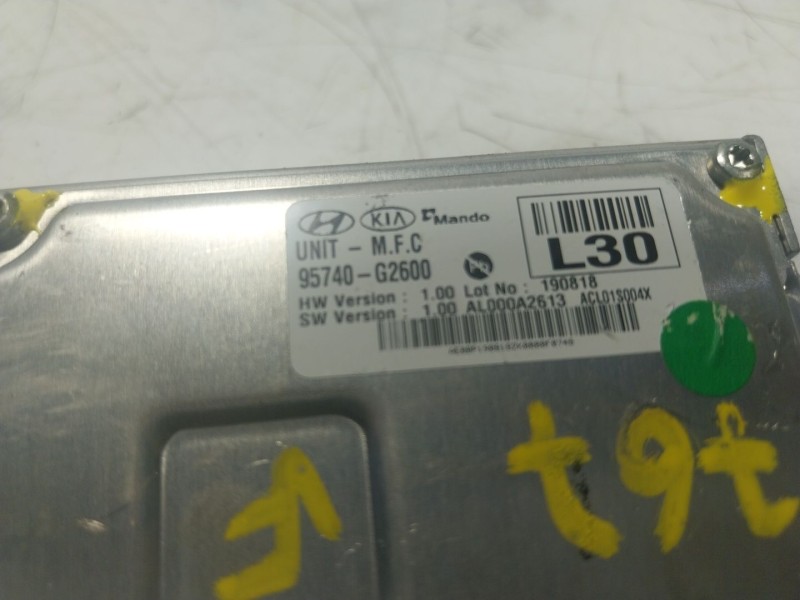 HYUNDAI KIA Mando
UNIT - M.F.C
95740-G2600
L30
HW Version : 1.00 Lot No : 190818
SW Version : 1.00 AL000A2613 ACL01S004X